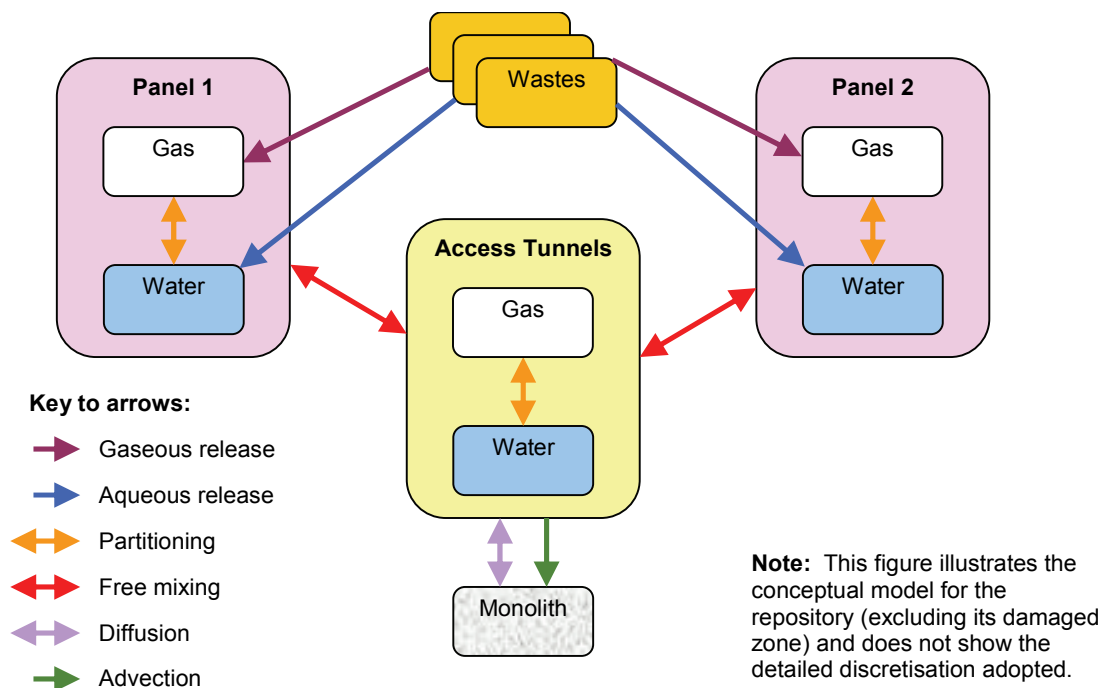 Wastes
Panel 1
Gas
Water
Panel 2
Gas
Water
Access Tunnels
Gas
Water
Monolith
Key to arrows:
Gaseous release
Aqueous release
Partitioning
Free mixing
Diffusion
Advection
Note:  This figure illustrates the
conceptual model for the
repository (excluding its damaged
zone) and does not show the
detailed discretisation adopted.